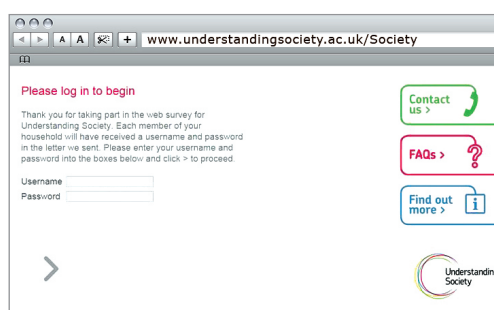 A A + www.understandingsociety.ac.uk/Society
Please log in to begin
Thank you for taking part in the web survey for
Understanding Society. Each member of your
household will have received a username and password
in the letter we sent. Please enter your username and
password into the boxes below and click > to proceed.
Username
Password
Contact
us >
FAQs >
Find out
more >
i
Understandin
Society